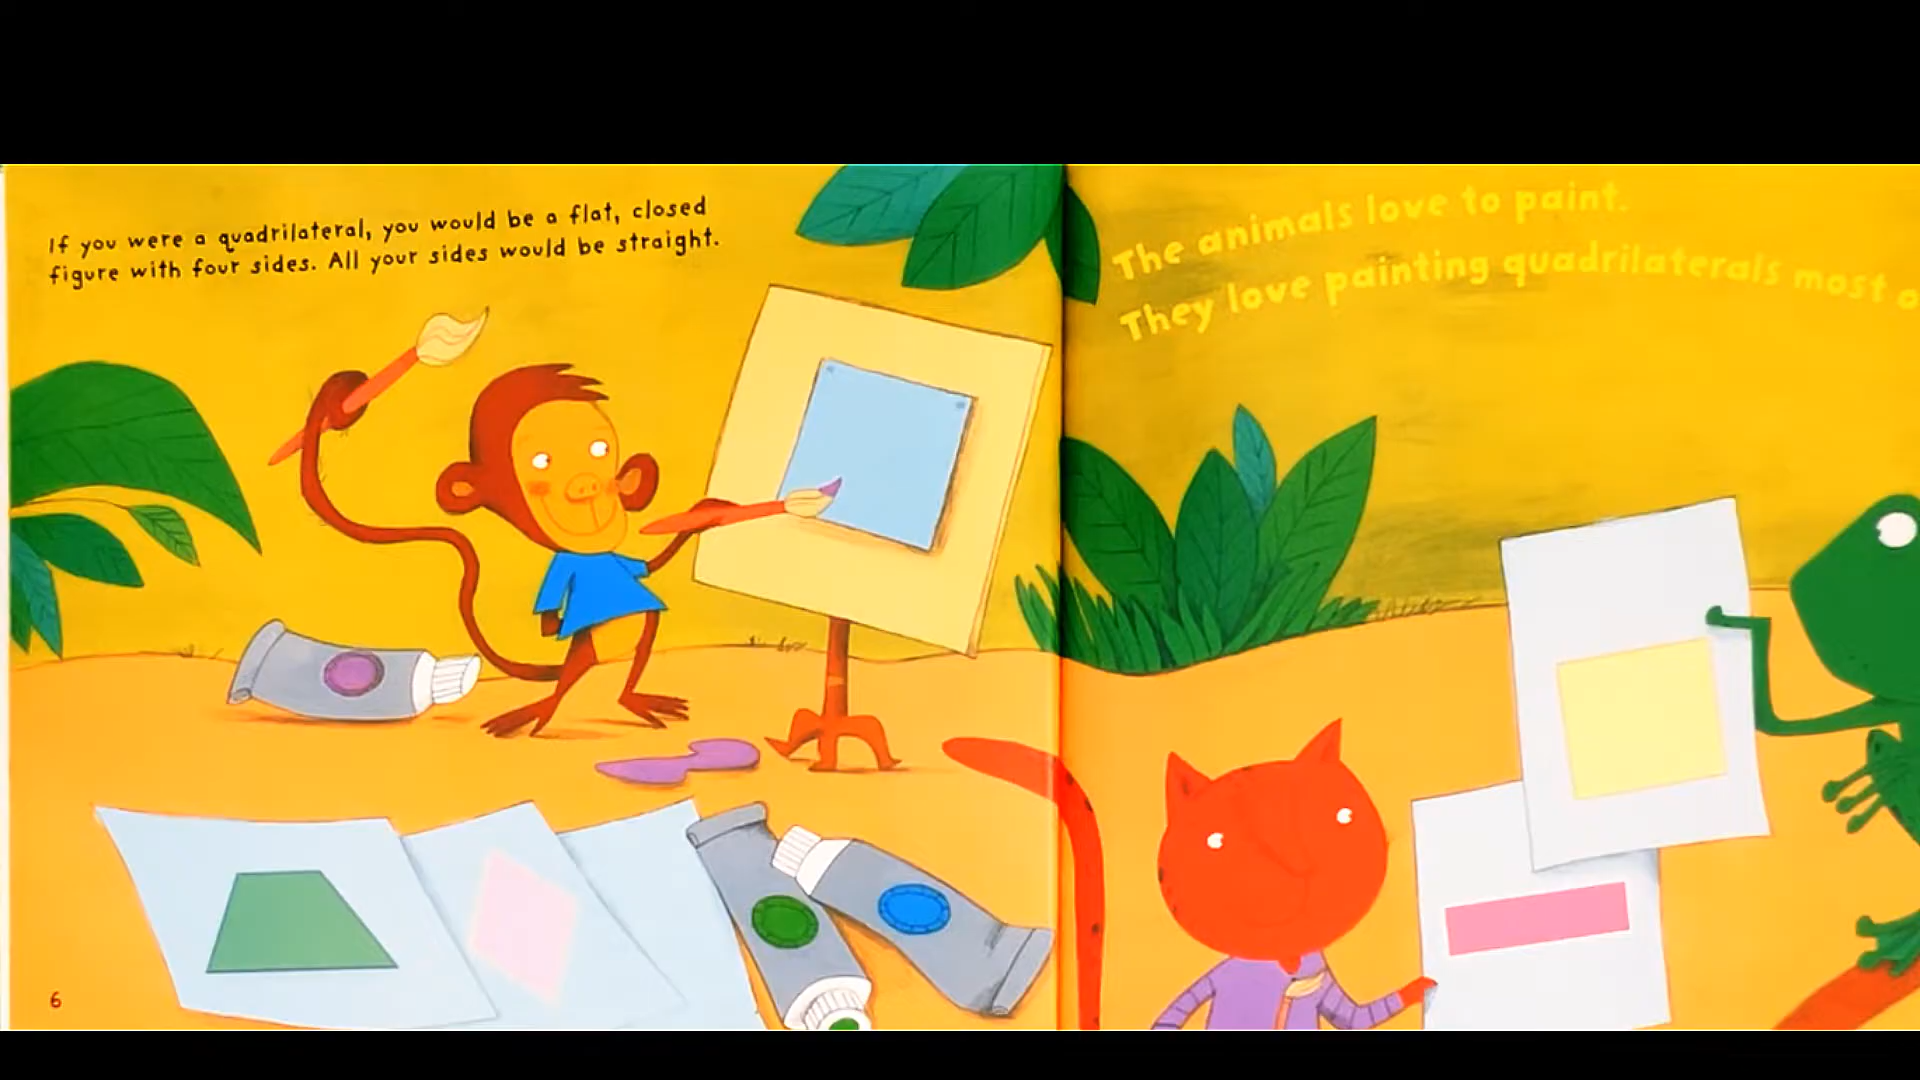 If you were a quadrilateral, you would be a flat, closed
figure with four sides. All your sides would be straight.
The animals love to paint.
They love painting quadrilaterals most
6